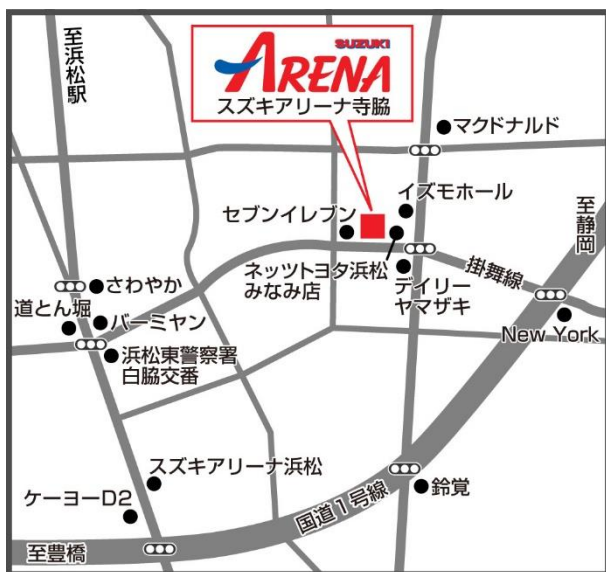 至浜松駅
SUZUKI
ARENA
スズキアリーナ寺脇
マクドナルド
イズモホール
セブンイレブン
至静岡
ネッツトヨタ浜松
みなみ店
デイリー
ヤマザキ
掛舞線
さわやか
道とん堀
バーミヤン
New York
浜松東警察署
白脇交番
スズキアリーナ浜松
ケーヨーD2
鈴覚
国道1号線
至豊橋